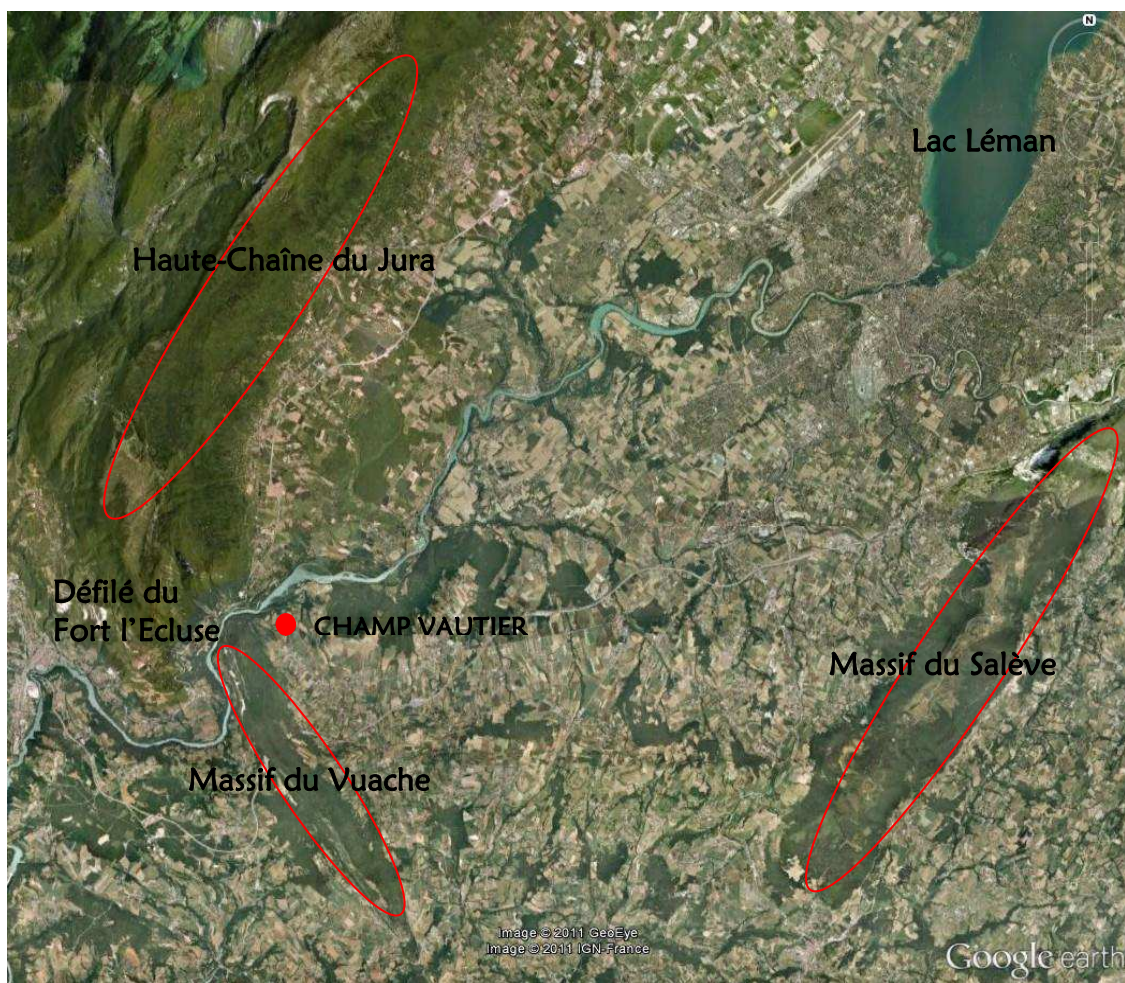 N
Lac Léman
Haute-Chaîne du Jura
Défilé du
Fort l'Ecluse
CHAMP VAUTIER
Massif du Salève
Massif du Vuache
Image © 2011 GeoEye
Image © 2011 IGN-France
Google earth